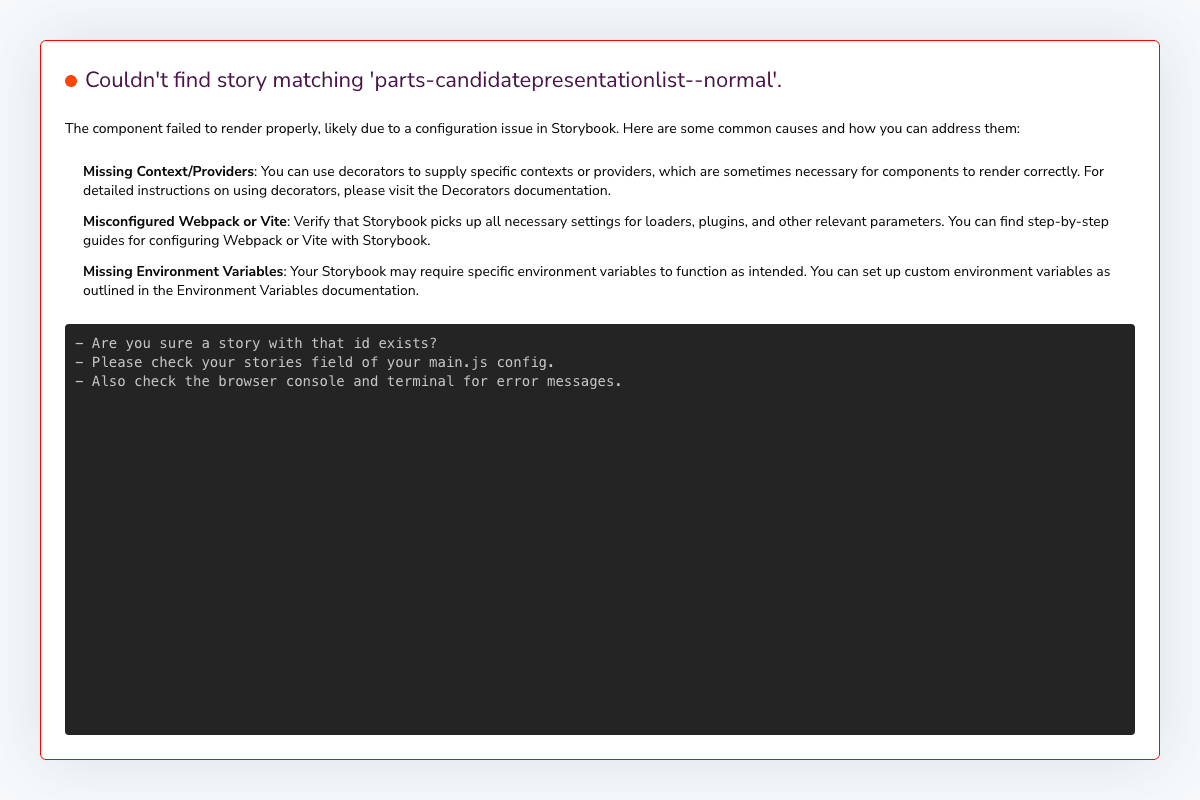 Couldn't find story matching 'parts-candidatepresentationlist--normal'.
The component failed to render properly, likely due to a configuration issue in Storybook. Here are some common causes and how you can address them:
Missing Context/Providers: You can use decorators to supply specific contexts or providers, which are sometimes necessary for components to render correctly. For
detailed instructions on using decorators, please visit the Decorators documentation.
Misconfigured Webpack or Vite: Verify that Storybook picks up all necessary settings for loaders, plugins, and other relevant parameters. You can find step-by-step
guides for configuring Webpack or Vite with Storybook.
Missing Environment Variables: Your Storybook may require specific environment variables to function as intended. You can set up custom environment variables as
outlined in the Environment Variables documentation.
– Are you sure a story with that id exists?
– Please check your stories field of your main.js config.
– Also check the browser console and terminal for error messages.